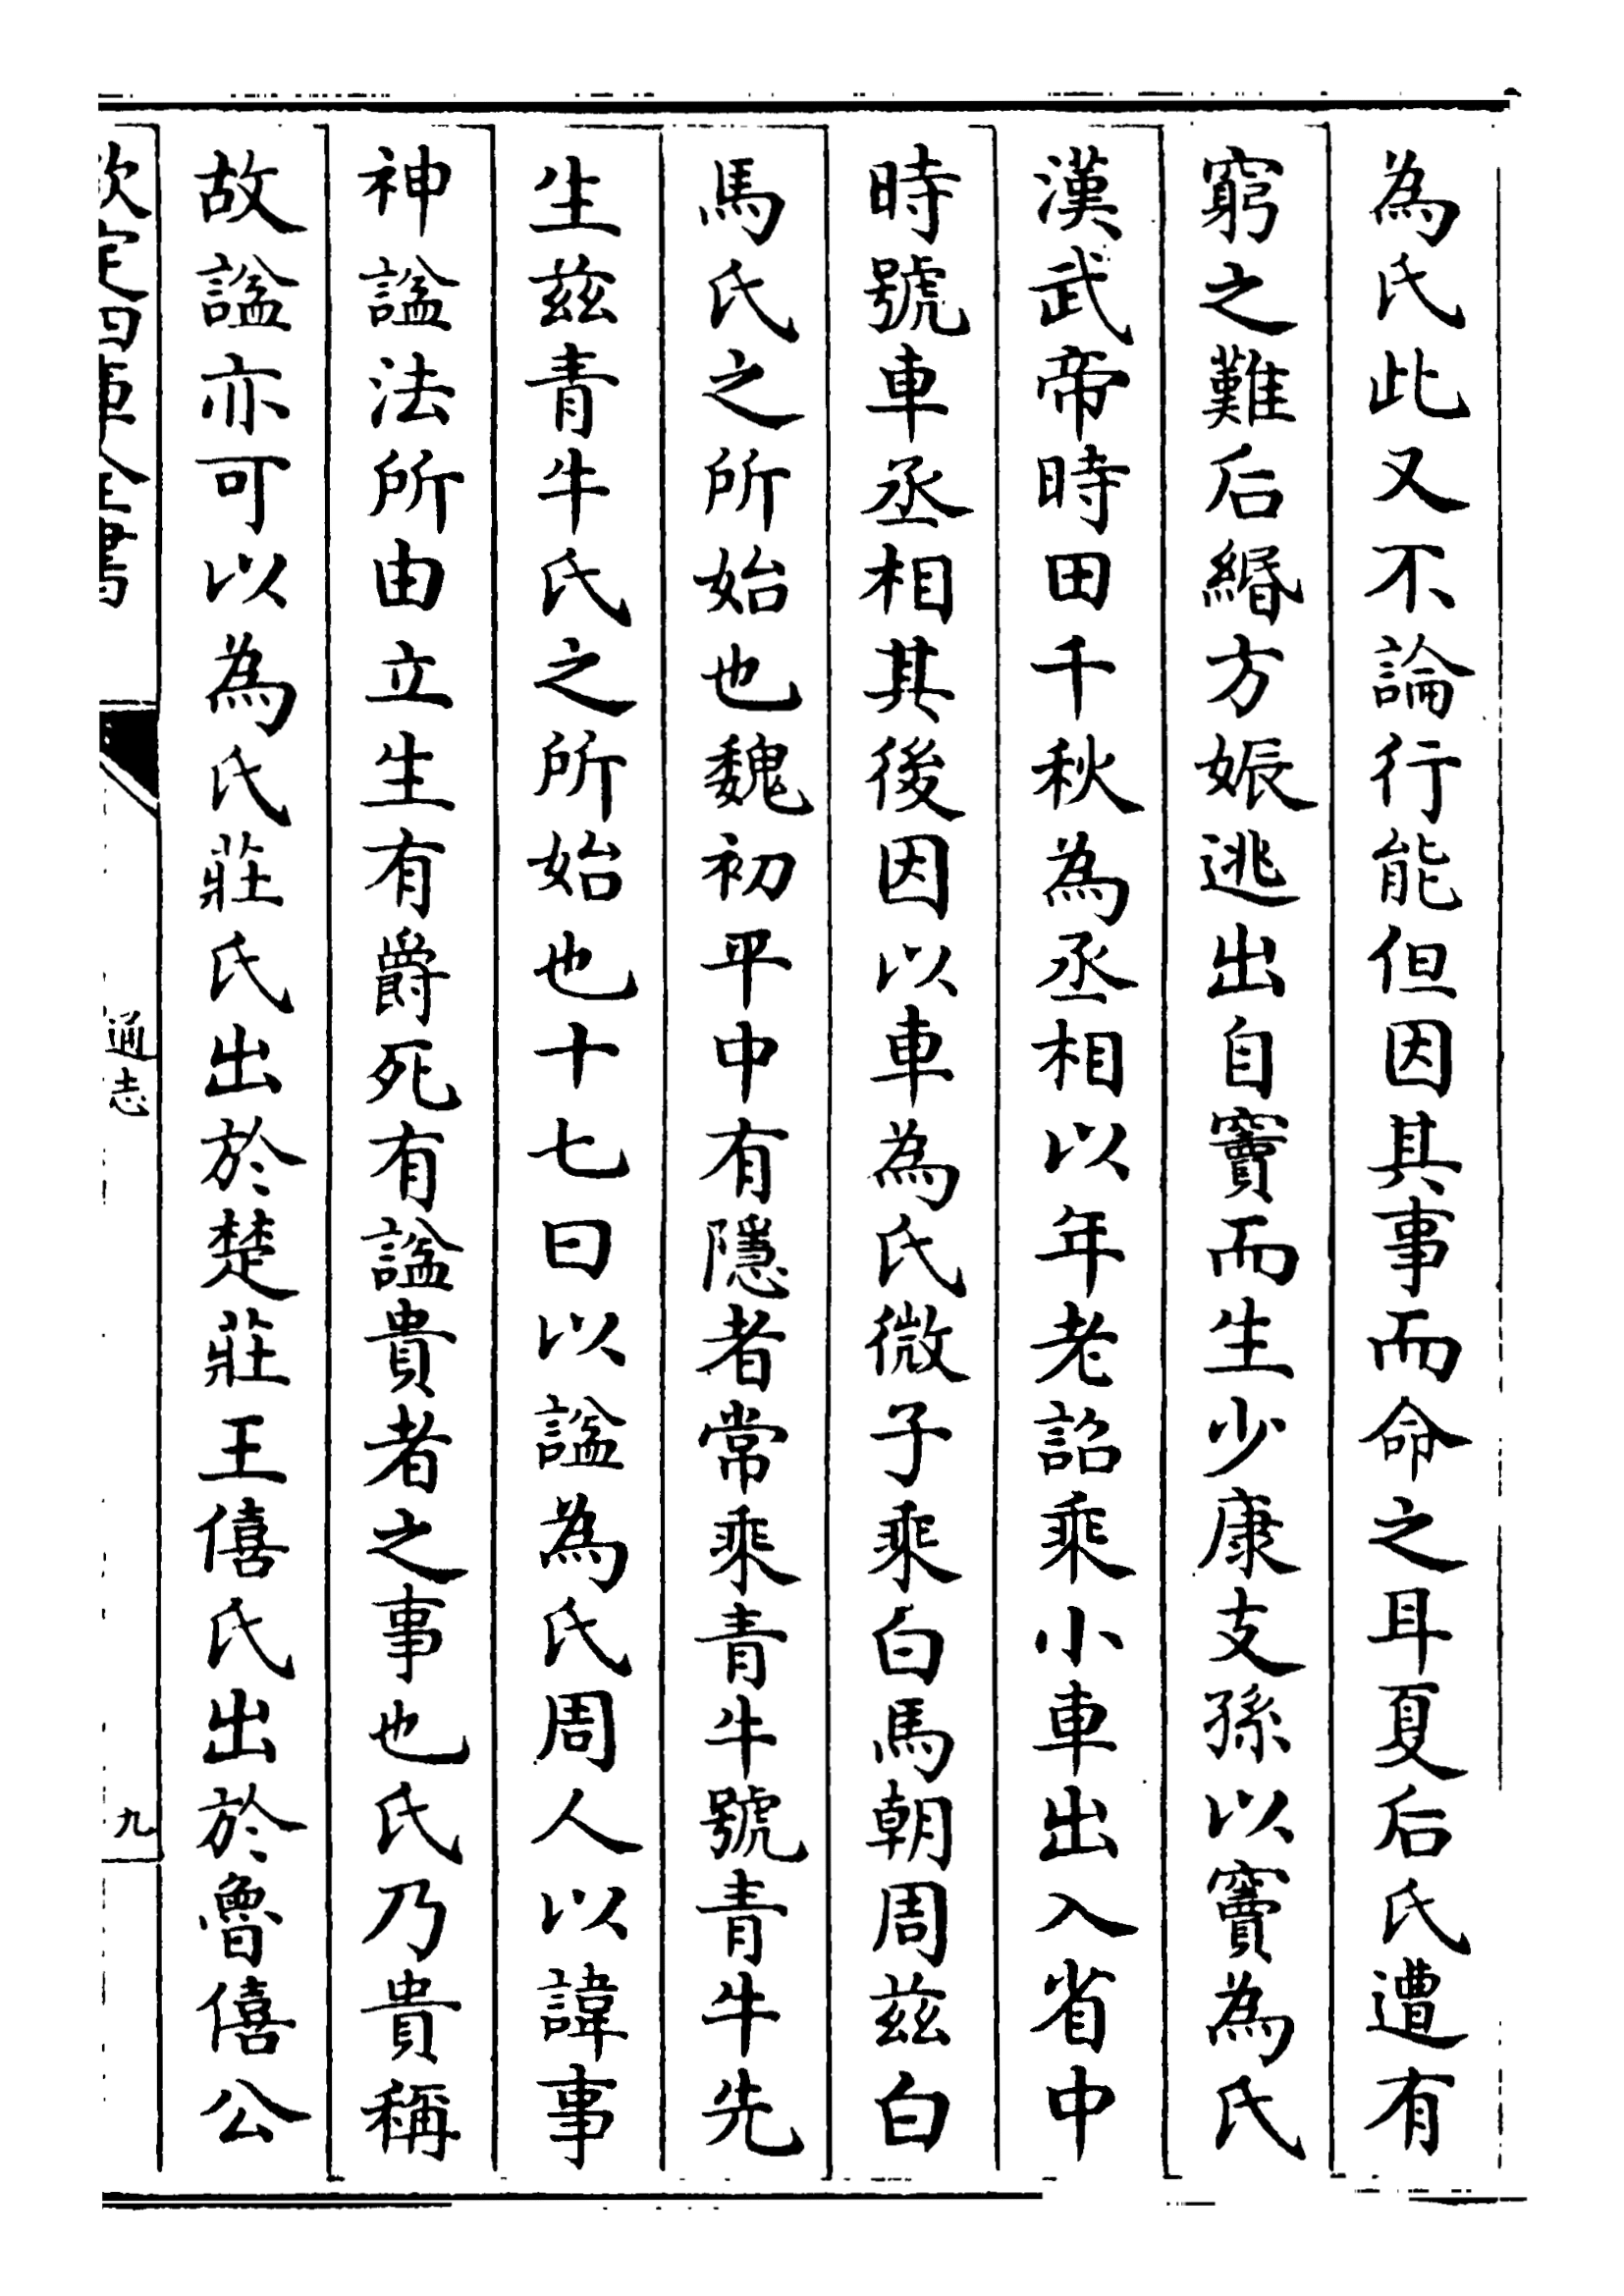 為氏此又不論行能但因其事而命之耳夏后氏遭有
窮之難后緡方娠逃出自竇而生少康支孫以竇為氏
漢武帝時田千秋為丞相以年老詔乘小車出入省中
時號車丞相其後因以車為氏微子乘白馬朝周茲白
馬氏之所始也魏初平中有隱者常乘青牛號青牛先
生茲青牛氏之所始也十七曰以諡為氏周人以諱事
神諡法所由立生有爵死有諡貴者之事也氏乃貴稱
故諡亦可以為氏莊氏出於楚莊王僖氏出於魯僖公
欽定四庫全書
通志
九